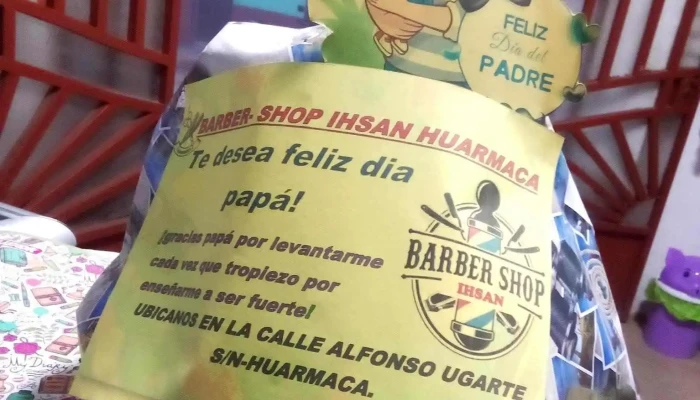 FELIZ
Día del
PADRE
BARBER- SHOP IHSAN HUARMACA
Te desea feliz dia
papá!
¡gracias papá por levantarme
cada vez que tropiezo por
enseñarme a ser fuerte!
UBICANOS EN LA CALLE ALFONSO UGARTE
S/N-HUARMACA.
BARBER SHOP
IHSAN